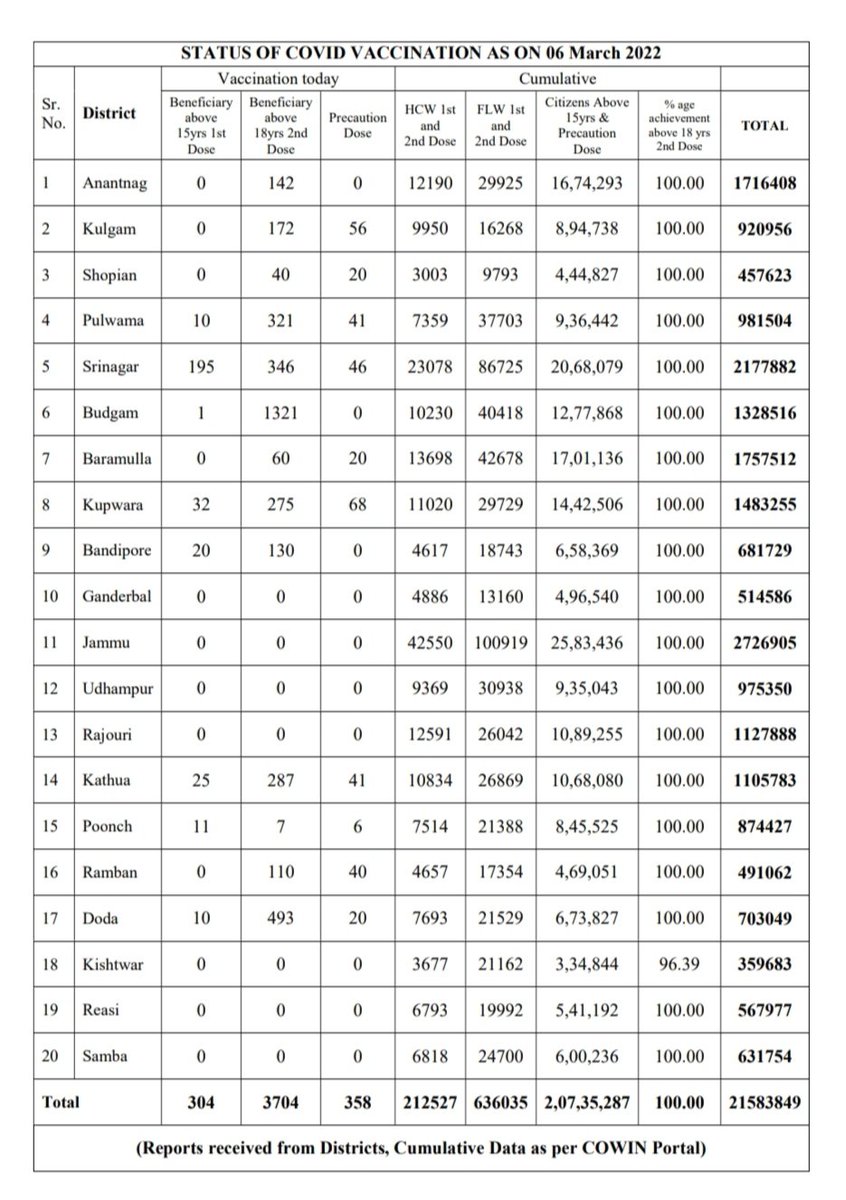 STATUS OF COVID VACCINATION AS ON 06 March 2022
Sr. No. District Vaccination today Cumulative
Beneficiary above 15yrs 1st Dose Beneficiary above 18yrs 2nd Dose Precaution Dose HCW 1st and 2nd Dose FLW 1st and 2nd Dose Citizens Above 15yrs & Precaution Dose % age achievement above 18 yrs 2nd Dose TOTAL
1 Anantnag 0 142 0 12190 29925 16,74,293 100.00 1716408
2 Kulgam 0 172 56 9950 16268 8,94,738 100.00 920956
3 Shopian 0 40 20 3003 9793 4,44,827 100.00 457623
4 Pulwama 10 321 41 7359 37703 9,36,442 100.00 981504
5 Srinagar 195 346 46 23078 86725 20,68,079 100.00 2177882
6 Budgam 1 1321 0 10230 40418 12,77,868 100.00 1328516
7 Baramulla 0 60 20 13698 42678 17,01,136 100.00 1757512
8 Kupwara 32 275 68 11020 29729 14,42,506 100.00 1483255
9 Bandipore 20 130 0 4617 18743 6,58,369 100.00 681729
10 Ganderbal 0 0 0 4886 13160 4,96,540 100.00 514586
11 Jammu 0 0 0 42550 100919 25,83,436 100.00 2726905
12 Udhampur 0 0 0 9369 30938 9,35,043 100.00 975350
13 Rajouri 0 0 0 12591 26042 10,89,255 100.00 1127888
14 Kathua 25 287 41 10834 26869 10,68,080 100.00 1105783
15 Poonch 11 7 6 7514 21388 8,45,525 100.00 874427
16 Ramban 0 110 40 4657 17354 4,69,051 100.00 491062
17 Doda 10 493 20 7693 21529 6,73,827 100.00 703049
18 Kishtwar 0 0 0 3677 21162 3,34,844 96.39 359683
19 Reasi 0 0 0 6793 19992 5,41,192 100.00 567977
20 Samba 0 0 0 6818 24700 6,00,236 100.00 631754
Total 304 3704 358 212527 636035 2,07,35,287 100.00 21583849
(Reports received from Districts, Cumulative Data as per COWIN Portal)